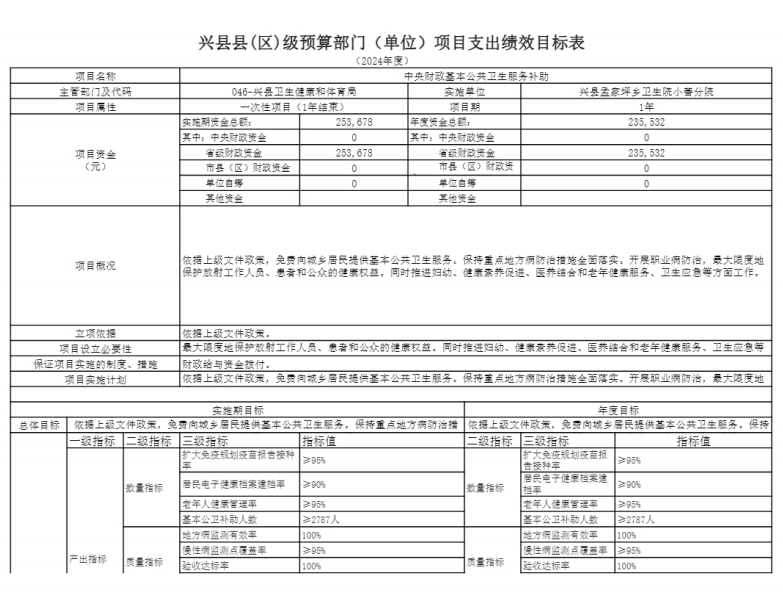 兴县县(区)级预算部门（单位）项目支出绩效目标表
（2024年度）
项目名称 中央财政基本公共卫生服务补助
主管部门及代码 046-兴县卫生健康和体育局 实施单位 兴县孟家坪乡卫生院小善分院
项目属性 一次性项目（1年结束） 项目期 1年
项目资金
（元）
实施期资金总额: 253,678 年度资金总额: 235,532
其中: 中央财政资金 0 其中: 中央财政资金 0
省级财政资金 253,678 省级财政资金 235,532
市县（区）财政资金 0 市县（区）财政资 0
单位自筹 0 单位自筹 0
其他资金 其他资金
项目概况
依据上级文件政策，免费向城乡居民提供基本公共卫生服务。保持重点地方病防治措施全面落实。开展职业病防治，最大限度地
保护放射工作人员、患者和公众的健康权益。同时推进妇幼、健康素养促进、医养结合和老年健康服务、卫生应急等方面工作。
立项依据 依据上级文件政策。
项目设立必要性 最大限度地保护放射工作人员、患者和公众的健康权益。同时推进妇幼、健康素养促进、医养结合和老年健康服务、卫生应急等
保证项目实施的制度、措施 财政给与资金拨付。
项目实施计划 依据上级文件政策，免费向城乡居民提供基本公共卫生服务。保持重点地方病防治措施全面落实。开展职业病防治，最大限度地
实施期目标 年度目标
总体目标 依据上级文件政策，免费向城乡居民提供基本公共卫生服务。保持重点地方病防治措 依据上级文件政策，免费向城乡居民提供基本公共卫生服务。保持
一级指标 二级指标 三级指标 指标值 二级指标 三级指标 指标值
产出指标
数量指标
扩大免疫规划疫苗报告接种
率 ≥95%
数量指标
扩大免疫规划疫苗报
告接种率 ≥95%
居民电子健康档案建档率 ≥90% 居民电子健康档案建
档率 ≥90%
老年人健康管理率 ≥95% 老年人健康管理率 ≥95%
基本公卫补助人数 ≥2787人 基本公卫补助人数 ≥2787人
质量指标 地方病监测有效率 100% 质量指标 地方病监测有效率 100%
慢性病监测点覆盖率 ≥95% 慢性病监测点覆盖率 ≥95%
验收达标率 100% 验收达标率 100%